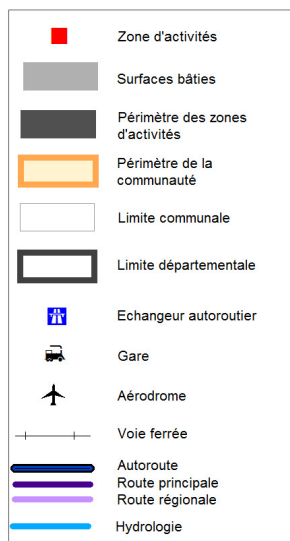 Zone d'activités
Surfaces bâties
Périmètre des zones
d'activités
Périmètre de la
communauté
Limite communale
Limite départementale
Echangeur autoroutier
Gare
Aérodrome
Voie ferrée
Autoroute
Route principale
Route régionale
Hydrologie